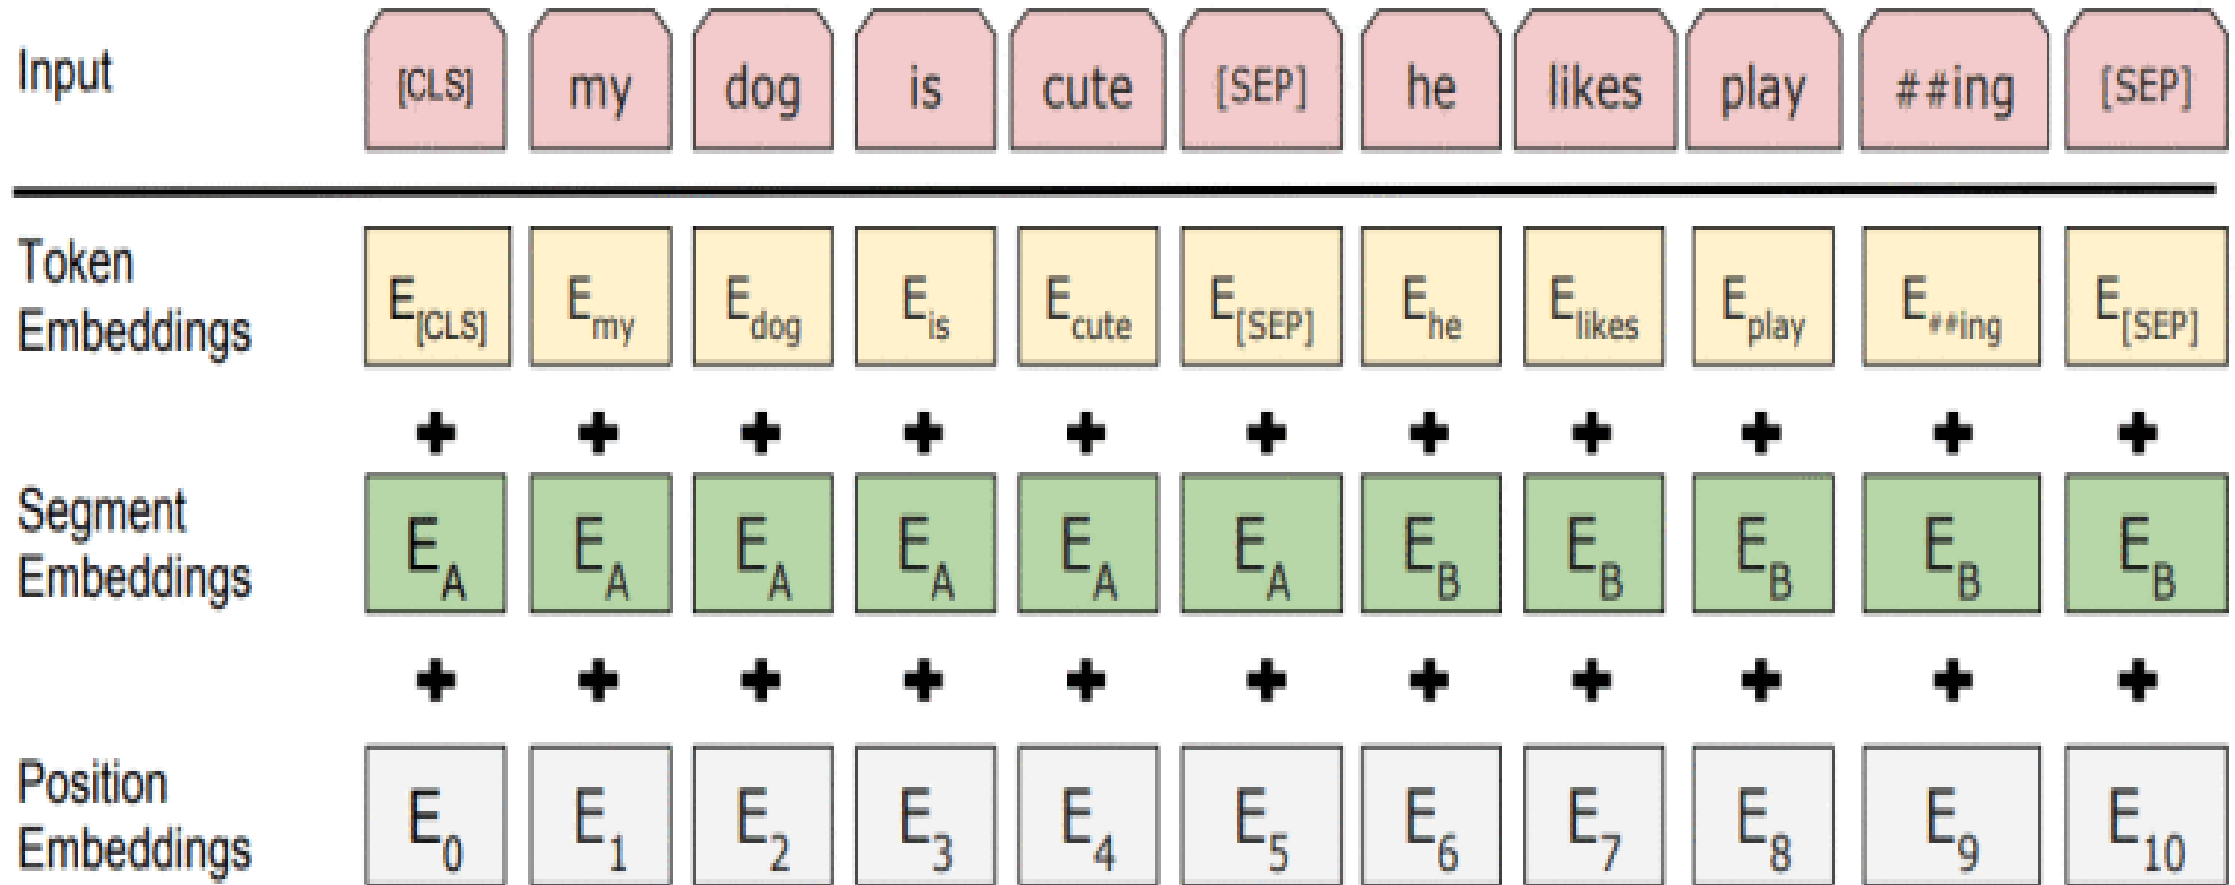 Input [CLS] my dog is cute [SEP] he likes play ##ing [SEP]
Token
Embeddings E[CLS] Emy Edog Eis Ecute E[SEP] Ehe Elikes Eplay E##ing E[SEP]
+ + + + + + + + + + +
Segment
Embeddings EA EA EA EA EA EA EB EB EB EB EB
+ + + + + + + + + + +
Position
Embeddings E0 E1 E2 E3 E4 E5 E6 E7 E8 E9 E10